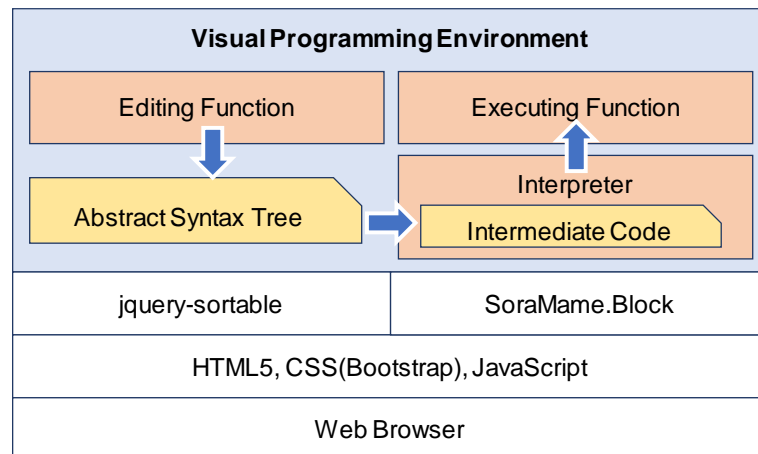 Visual Programming Environment
Editing Function
Executing Function
Interpreter
Abstract Syntax Tree
Intermediate Code
jquery-sortable
SoraMame.Block
HTML5, CSS(Bootstrap), JavaScript
Web Browser